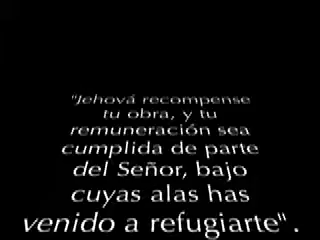 "Jehová recompense
tu obra, y tu
remuneración sea
cumplida de parte
del Señor, bajo
cuyas alas has
venido a refugiarte".